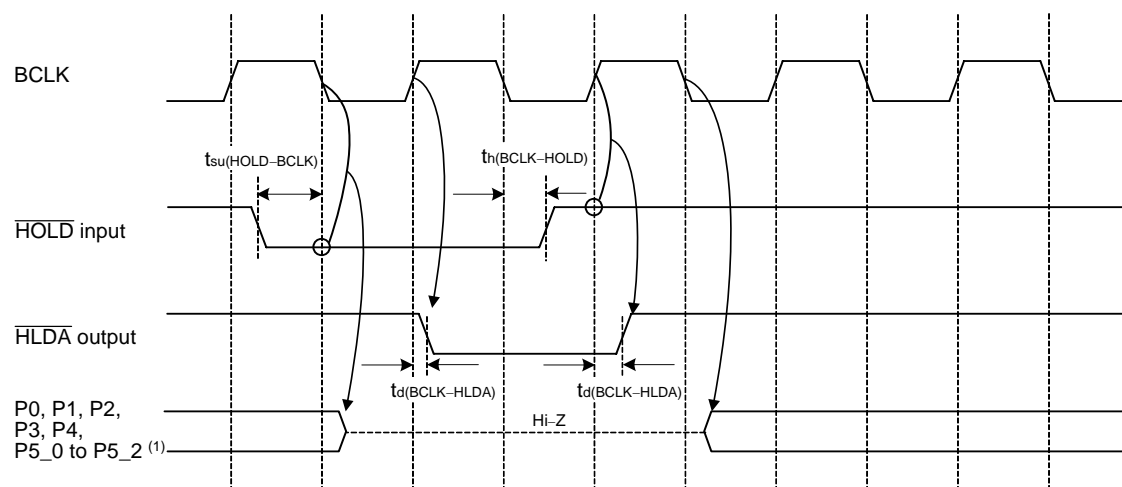 BCLK
tsu(HOLD–BCLK)
th(BCLK–HOLD)
HOLD input
HLDA output
td(BCLK–HLDA)
td(BCLK–HLDA)
P0, P1, P2,
P3, P4,
P5_0 to P5_2 (1)
Hi–Z